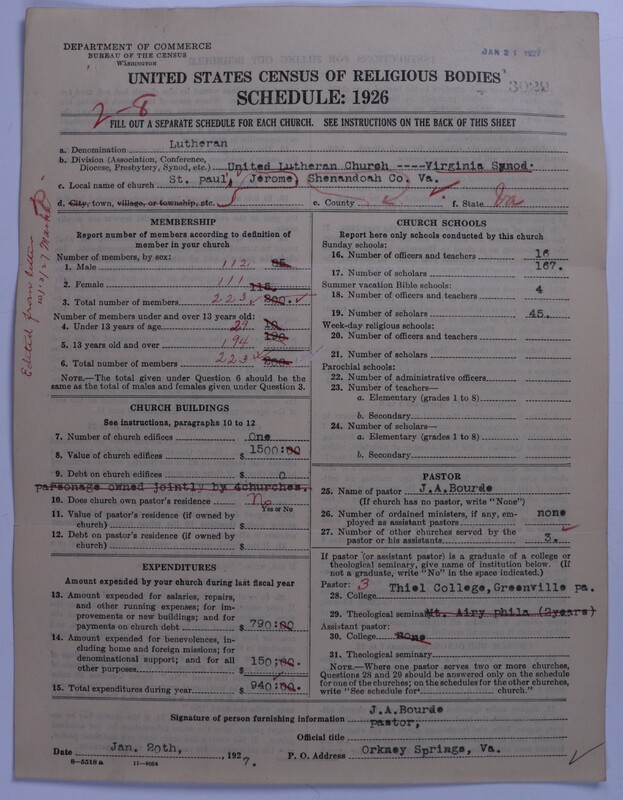 DEPARTMENT OF COMMERCE
BUREAU OF THE CENSUS
WASHINGTON
JAN 21 1927
UNITED STATES CENSUS OF RELIGIOUS BODIES
3029
SCHEDULE: 1926
2-8
FILL OUT A SEPARATE SCHEDULE FOR EACH CHURCH. SEE INSTRUCTIONS ON THE BACK OF THIS SHEET
a. Denomination Lutheran
b. Division (Association, Conference,
Diocese, Presbytery, Synod, etc.) United Lutheran Church ----Virginia Synod.
c. Local name of church St. paul, Jerome, Shenandoah Co. Va.
d. City, town, village, or township, etc. e. County f. State Va
Edited from letter
MEMBERSHIP
Report number of members according to definition of
member in your church
Number of members, by sex:
1. Male 112 85.
2. Female 111 115.
3. Total number of members 223 200.
Number of members under and over 13 years old:
4. Under 13 years of age 29 10
5. 13 years old and over 194 190
6. Total number of members 223 200
NOTE.—The total given under Question 6 should be
same as the total of males and females given under Question 3.
CHURCH BUILDINGS
See instructions, paragraphs 10 to 12
7. Number of church edifices One
8. Value of church edifices $ 1500:00
9. Debt on church edifices $ 0
parsonage owned jointly by 4churches.
10. Does church own pastor's residence No
Yes or No
11. Value of pastor's residence (if owned by
church) $
12. Debt on pastor's residence (if owned by
church) $
EXPENDITURES
Amount expended by your church during last fiscal year
13. Amount expended for salaries, repairs,
and other running expenses; for im-
provements or new buildings; and for
payments on church debt $ 790:00
14. Amount expended for benevolences, in-
cluding home and foreign missions; for
denominational support; and for all
other purposes $ 150:00.
15. Total expenditures during year $ 940:00.
CHURCH SCHOOLS
Report here only schools conducted by this church
Sunday schools:
16. Number of officers and teachers 16
17. Number of scholars 167.
Summer vacation Bible schools:
18. Number of officers and teachers 4
19. Number of scholars 45.
Week-day religious schools:
20. Number of officers and teachers
21. Number of scholars
Parochial schools:
22. Number of administrative officers
23. Number of teachers—
a. Elementary (grades 1 to 8)
b. Secondary
24. Number of scholars—
a. Elementary (grades 1 to 8)
b. Secondary
PASTOR
25. Name of pastor J.A.Bourde
(If church has no pastor, write "None")
26. Number of ordained ministers, if any, em-
ployed as assistant pastors none
27. Number of other churches served by the
pastor or his assistants 3.
If pastor (or assistant pastor) is a graduate of a college or
theological seminary, give name of institution below. (If
not a graduate, write "No" in the space indicated.)
Pastor: 3
28. College Thiel College,Greenville pa.
29. Theological seminary Mt. Airy phila (2years)
Assistant pastor:
30. College None
31. Theological seminary
NOTE.—Where one pastor serves two or more churches,
Questions 28 and 29 should be answered only on the schedule
for one of the churches; on the schedules for the other churches,
write "See schedule for church."
Signature of person furnishing information J.A.Bourde
Official title pastor,
Date Jan. 20th, 1927. P. O. Address Orkney Springs, Va.
8-5518a 11-9054